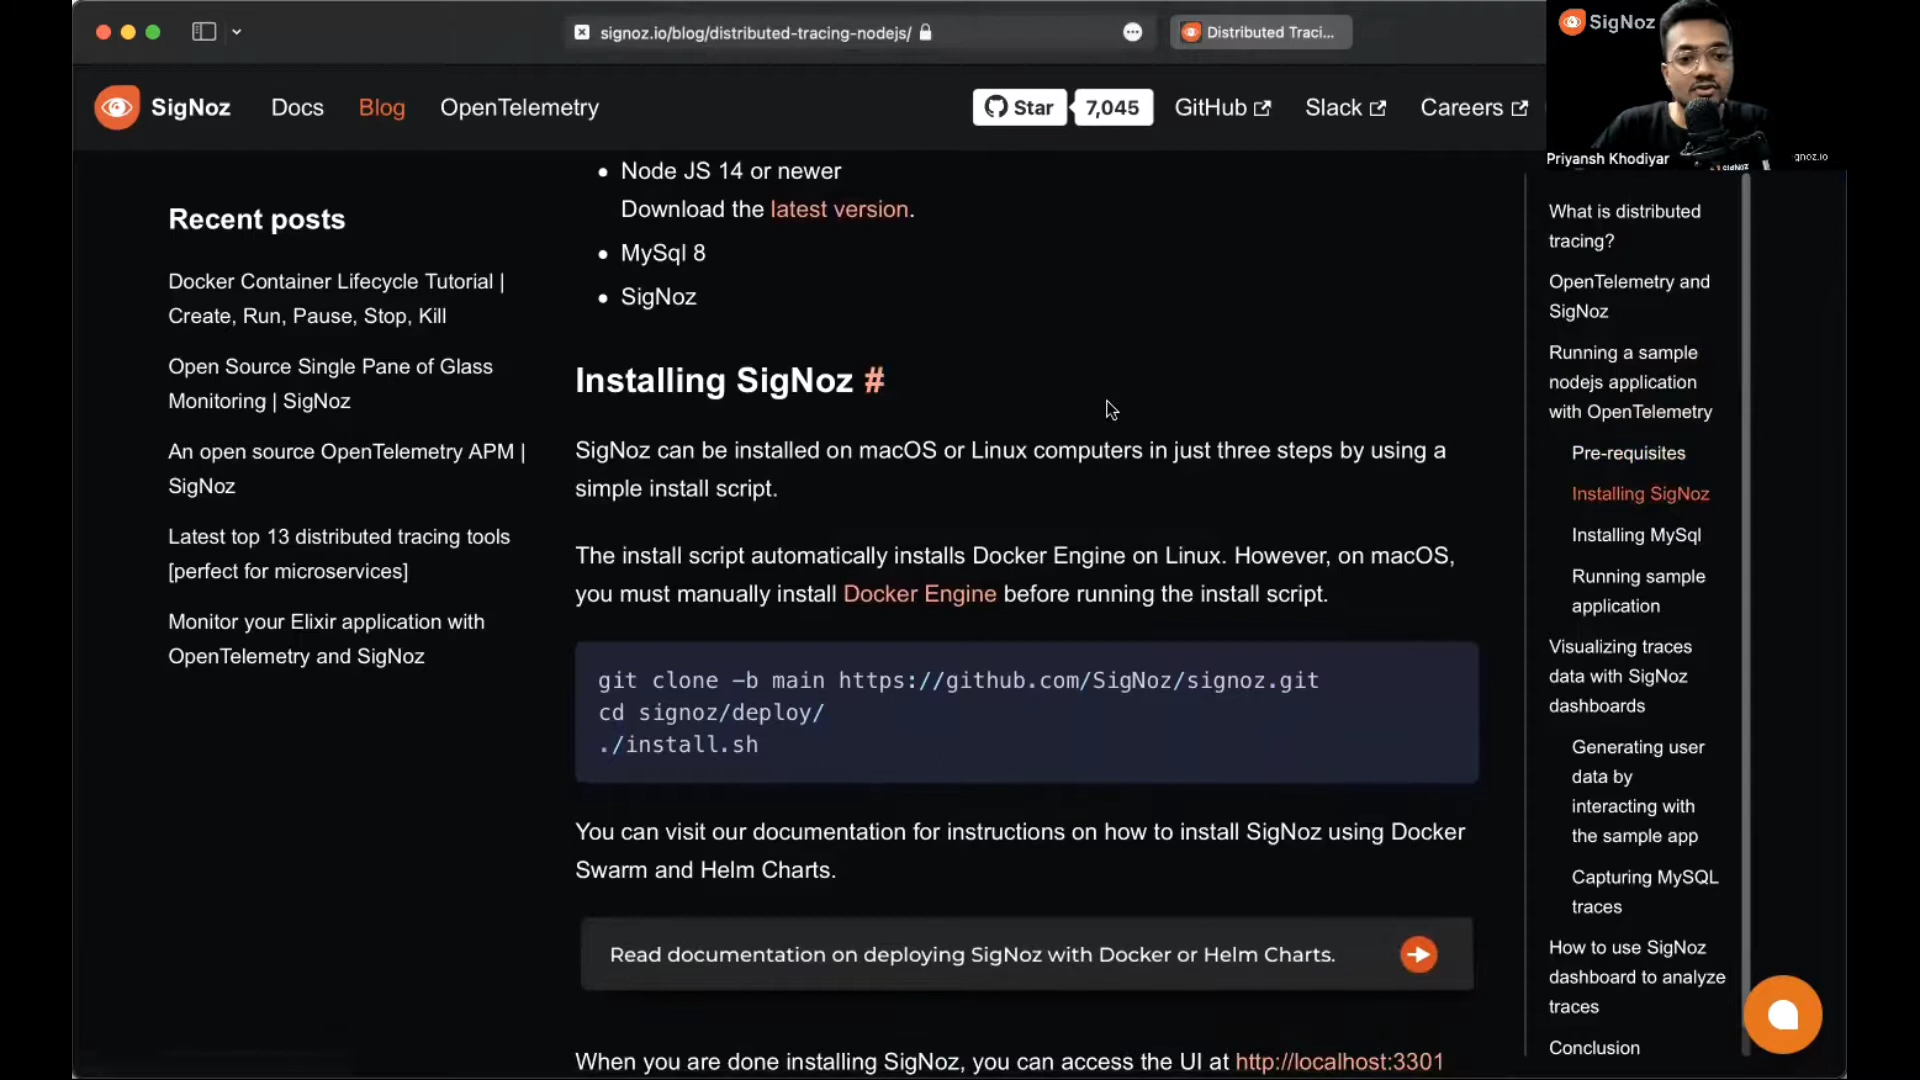 signoz.io/blog/distributed-tracing-nodejs/
Distributed Traci...
SigNoz
SigNoz
Docs
Blog
OpenTelemetry
Star
7,045
GitHub
Slack
Careers
Priyansh Khodiyar
gnoz.io
SigNoz
Recent posts
Docker Container Lifecycle Tutorial |
Create, Run, Pause, Stop, Kill
Open Source Single Pane of Glass
Monitoring | SigNoz
An open source OpenTelemetry APM |
SigNoz
Latest top 13 distributed tracing tools
[perfect for microservices]
Monitor your Elixir application with
OpenTelemetry and SigNoz
Node JS 14 or newer
Download the latest version.
MySql 8
SigNoz
Installing SigNoz #
SigNoz can be installed on macOS or Linux computers in just three steps by using a
simple install script.
The install script automatically installs Docker Engine on Linux. However, on macOS,
you must manually install Docker Engine before running the install script.
git clone -b main https://github.com/SigNoz/signoz.git
cd signoz/deploy/
./install.sh
You can visit our documentation for instructions on how to install SigNoz using Docker
Swarm and Helm Charts.
Read documentation on deploying SigNoz with Docker or Helm Charts.
When you are done installing SigNoz, you can access the UI at http://localhost:3301
What is distributed
tracing?
OpenTelemetry and
SigNoz
Running a sample
nodejs application
with OpenTelemetry
Pre-requisites
Installing SigNoz
Installing MySql
Running sample
application
Visualizing traces
data with SigNoz
dashboards
Generating user
data by
interacting with
the sample app
Capturing MySQL
traces
How to use SigNoz
dashboard to analyze
traces
Conclusion